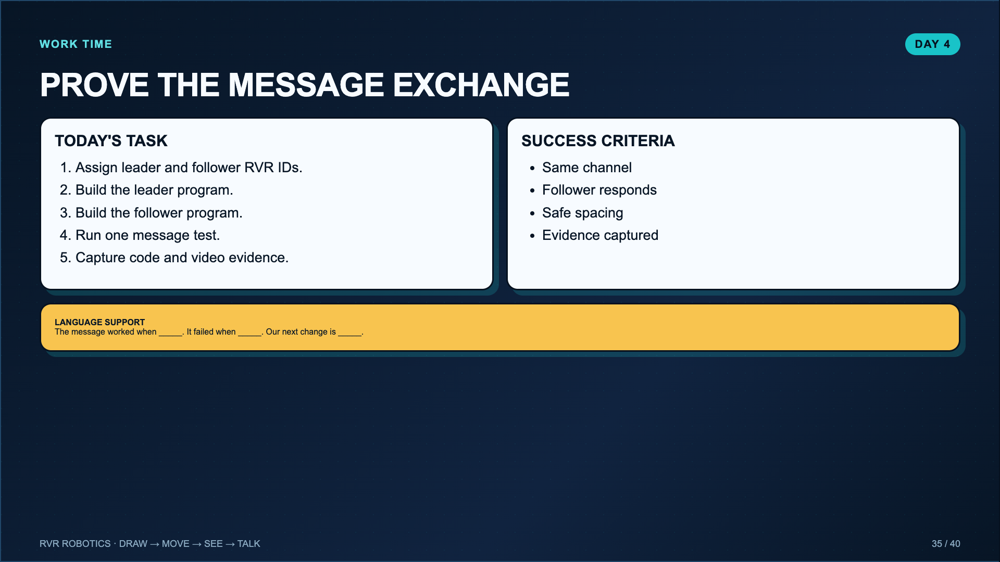 WORK TIME
DAY 4
PROVE THE MESSAGE EXCHANGE
TODAY'S TASK
1. Assign leader and follower RVR IDs.
2. Build the leader program.
3. Build the follower program.
4. Run one message test.
5. Capture code and video evidence.
SUCCESS CRITERIA
• Same channel
• Follower responds
• Safe spacing
• Evidence captured
LANGUAGE SUPPORT
The message worked when _____. It failed when _____. Our next change is _____.
RVR ROBOTICS · DRAW → MOVE → SEE → TALK
35 / 40